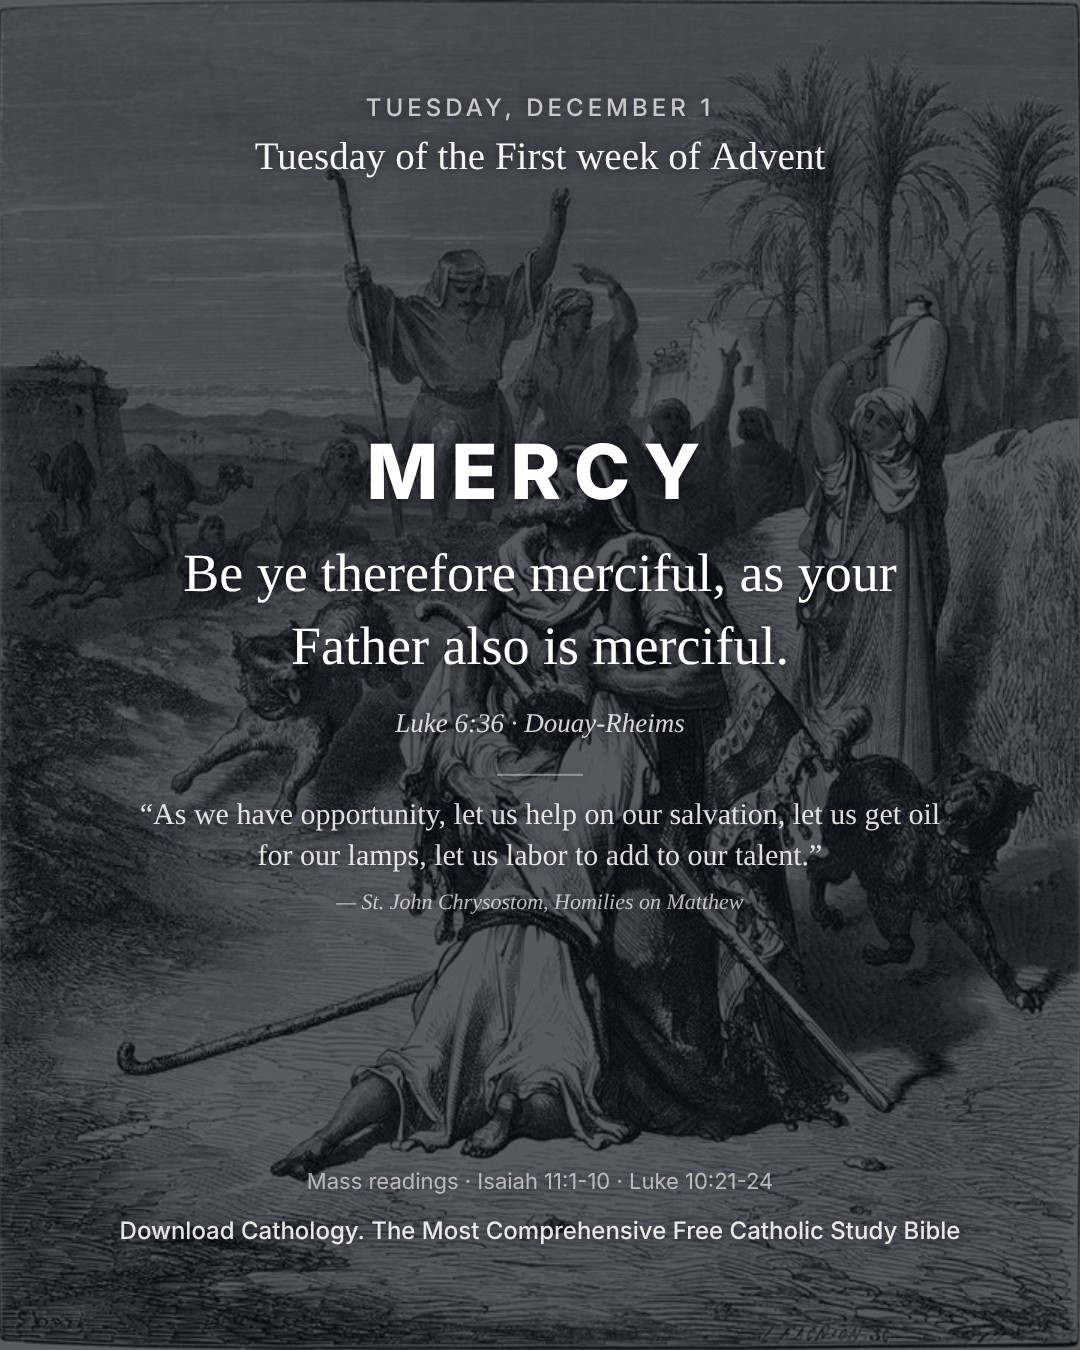 TUESDAY, DECEMBER 1
Tuesday of the First week of Advent
MERCY
Be ye therefore merciful, as your
Father also is merciful.
Luke 6:36 · Douay-Rheims
“As we have opportunity, let us help on our salvation, let us get oil
for our lamps, let us labor to add to our talent.”
— St. John Chrysostom, Homilies on Matthew
Mass readings · Isaiah 11:1-10 · Luke 10:21-24
Download Cathology. The Most Comprehensive Free Catholic Study Bible